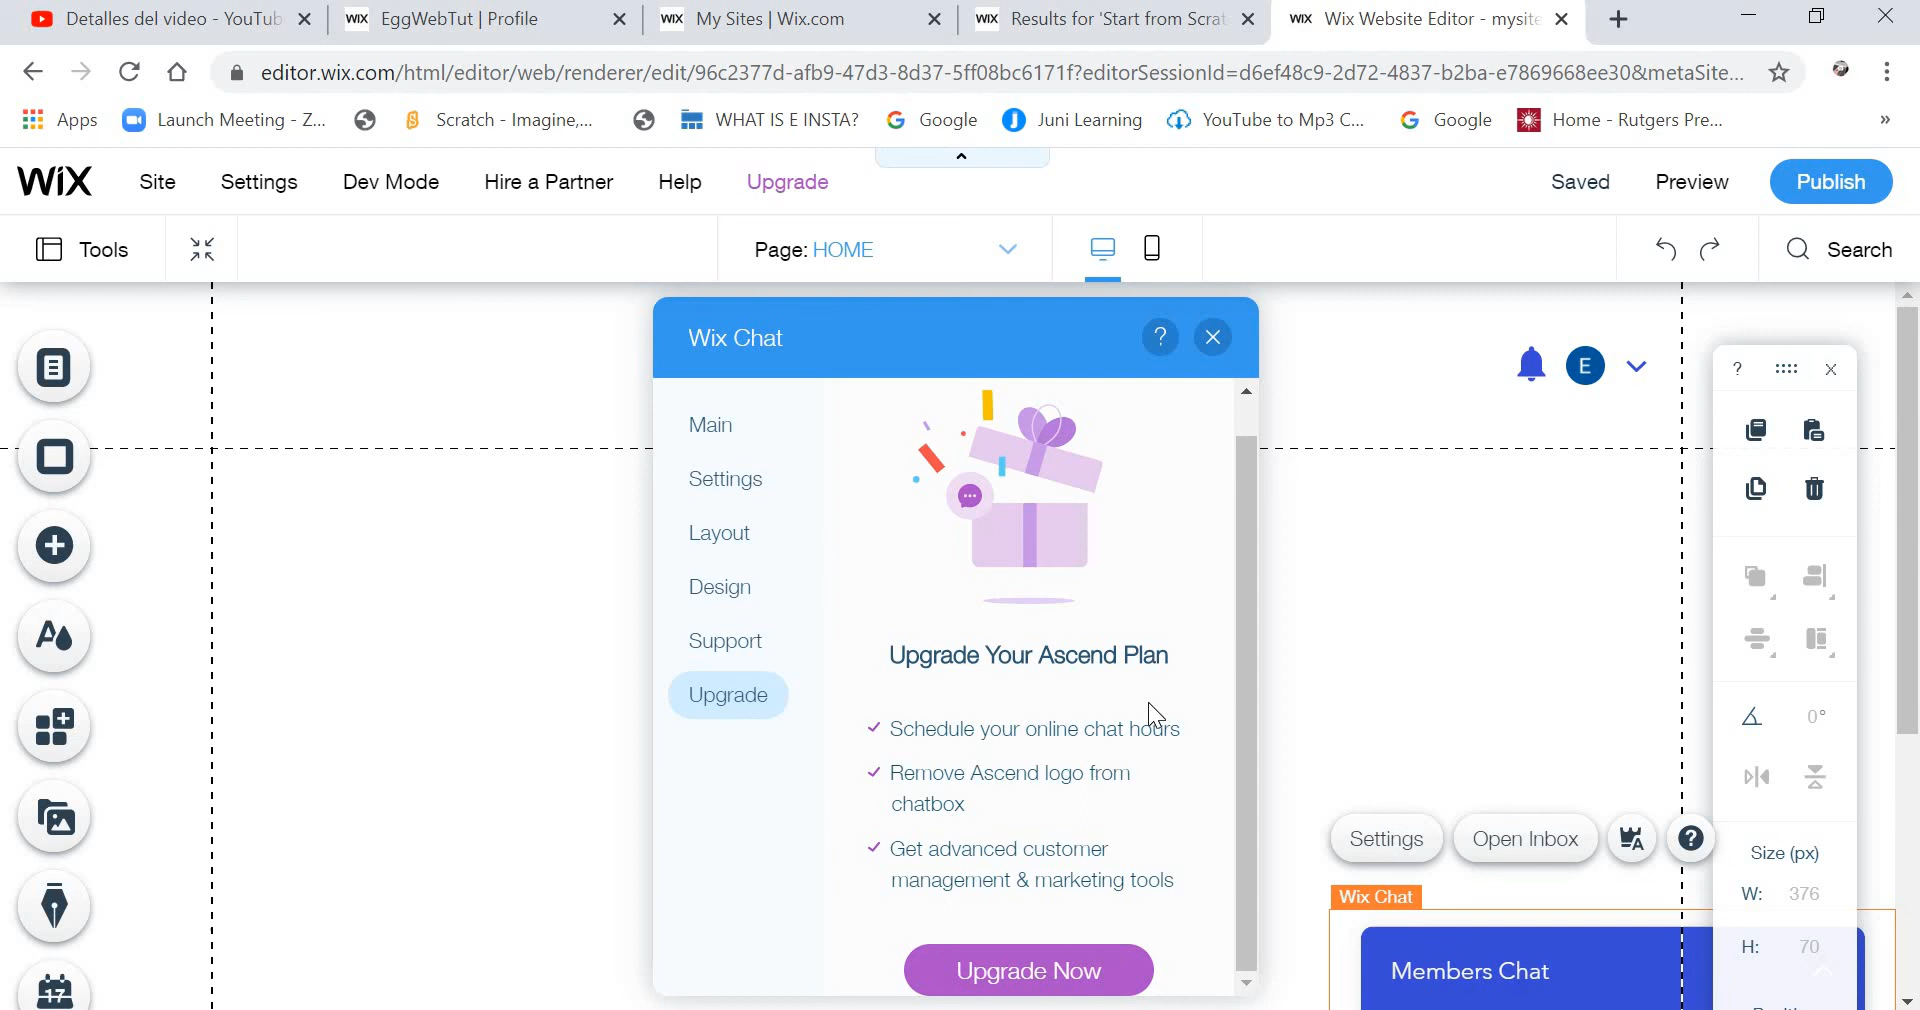 Detalles del video - YouTub
WiX EggWebTut | Profile
WiX My Sites | Wix.com
WiX Results for 'Start from Scrat
WiX Wix Website Editor - mysite
editor.wix.com/html/editor/web/renderer/edit/96c2377d-afb9-47d3-8d37-5ff08bc6171f?editorSessionId=d6ef48c9-2d72-4837-b2ba-e7869668ee30&metaSite...
Apps
Launch Meeting - Z...
Scratch - Imagine,...
WHAT IS E INSTA?
Google
Juni Learning
YouTube to Mp3 C...
Google
Home - Rutgers Pre...
WiX
Site
Settings
Dev Mode
Hire a Partner
Help
Upgrade
Saved
Preview
Publish
Tools
Page: HOME
Search
Wix Chat
?
E
?
Main
Settings
Layout
Design
Support
Upgrade
Upgrade Your Ascend Plan
Schedule your online chat hours
Remove Ascend logo from
chatbox
Get advanced customer
management & marketing tools
Upgrade Now
0°
Settings
Open Inbox
A
?
Size (px)
W: 376
H: 70
Wix Chat
Members Chat
17